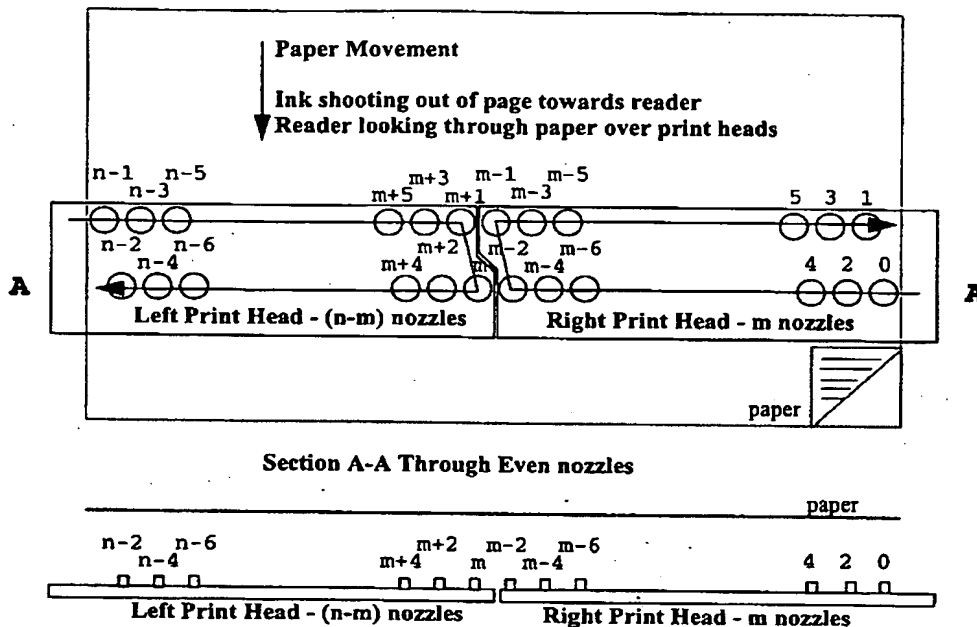 Paper Movement
Ink shooting out of page towards reader
Reader looking through paper over print heads
n-1 n-3 n-5 m+5 m+3 m+1 m-1 m-3 m-5 5 3 1
n-2 n-4 n-6 m+4 m+2 m m-2 m-4 m-6 4 2 0
A A
Left Print Head - (n-m) nozzles Right Print Head - m nozzles
paper
Section A-A Through Even nozzles
paper
n-2 n-4 n-6 m+4 m+2 m m-2 m-4 m-6 4 2 0
Left Print Head - (n-m) nozzles Right Print Head - m nozzles